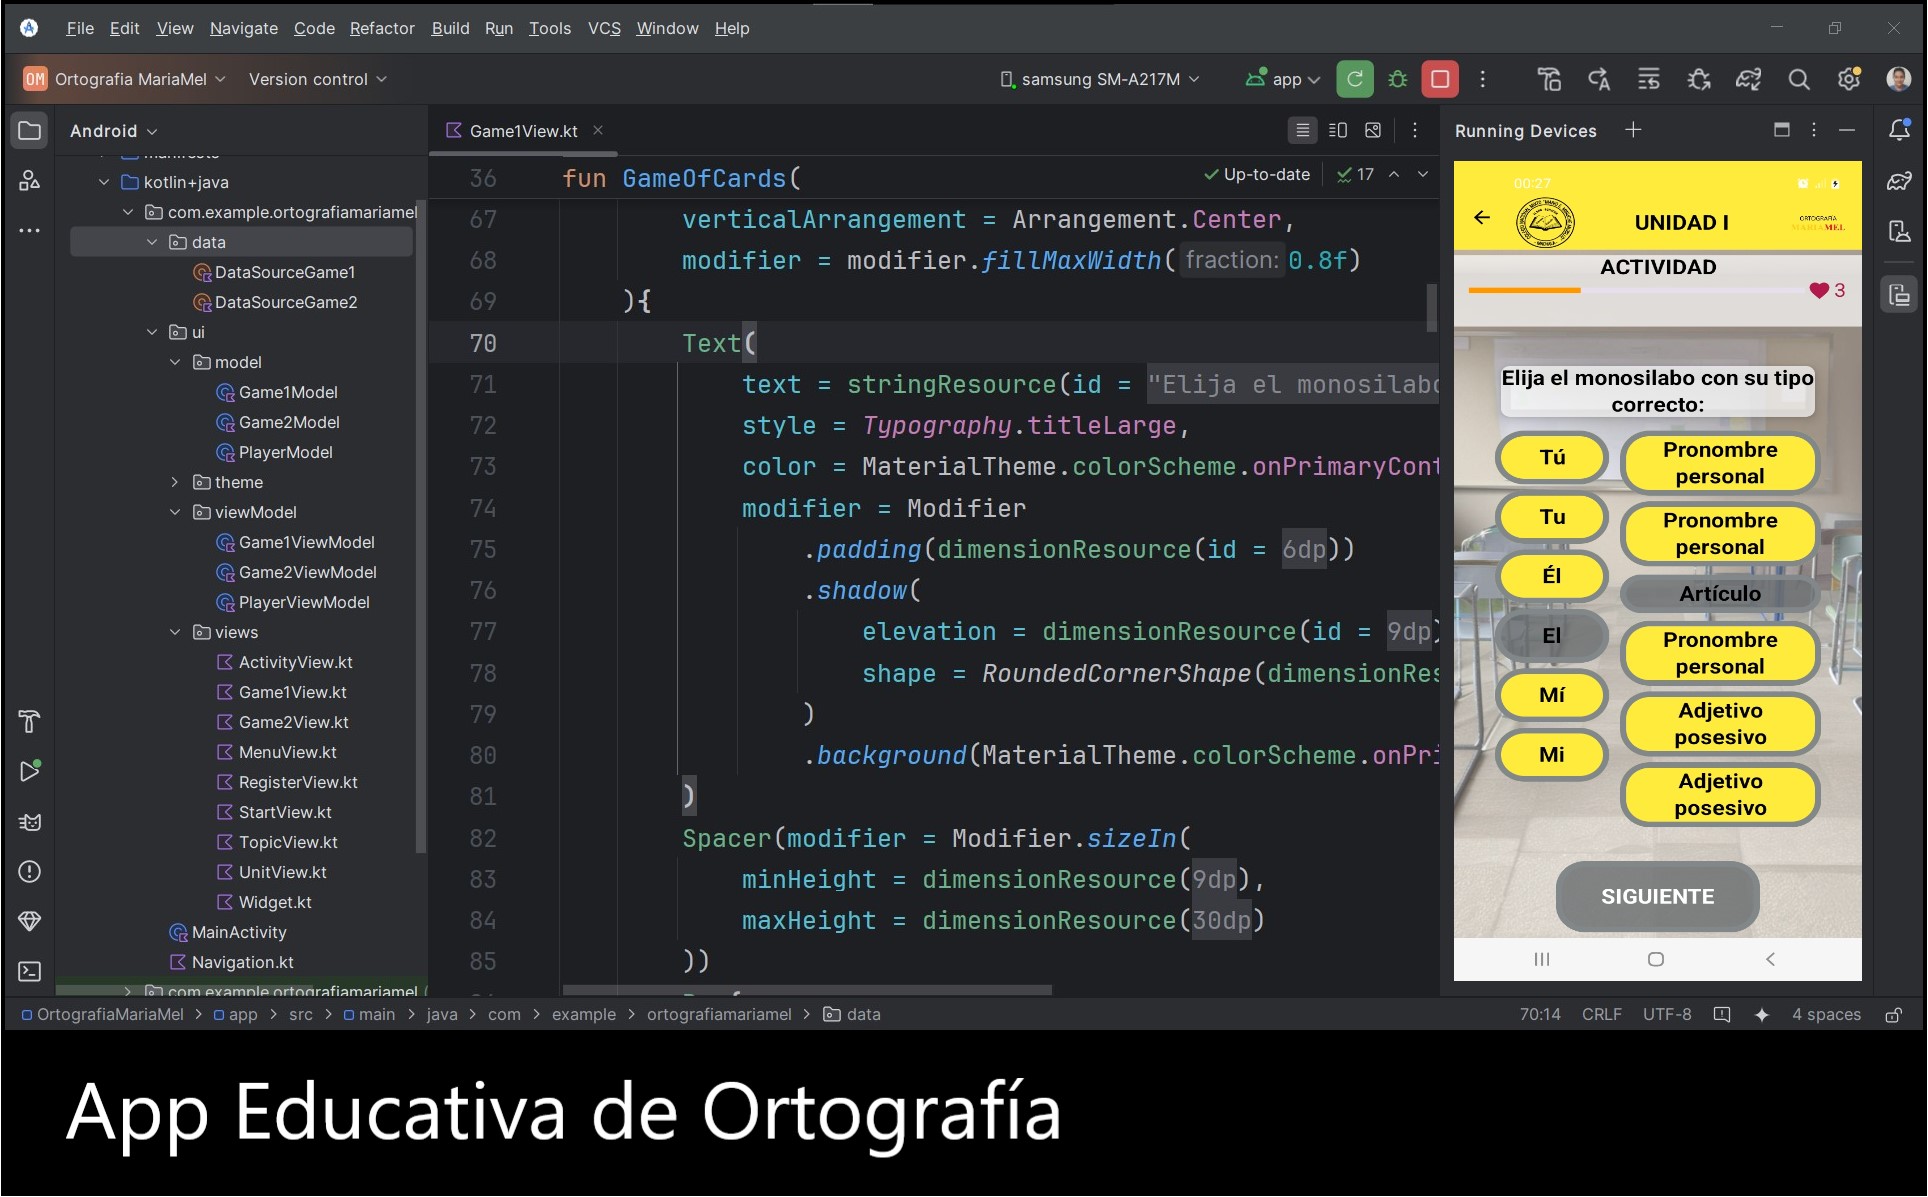 File Edit View Navigate Code Refactor Build Run Tools VCS Window Help
OM Ortografia MariaMel Version control samsung SM-A217M app
Android
Game1View.kt
Running Devices
manifests
kotlin+java
com.example.ortografiamariamel
data
DataSourceGame1
DataSourceGame2
ui
model
Game1Model
Game2Model
PlayerModel
theme
viewModel
Game1ViewModel
Game2ViewModel
PlayerViewModel
views
ActivityView.kt
Game1View.kt
Game2View.kt
MenuView.kt
RegisterView.kt
StartView.kt
TopicView.kt
UnitView.kt
Widget.kt
MainActivity
Navigation.kt
com.example.ortografiamariamel (
36 fun GameOfCards(
Up-to-date 17
67 verticalArrangement = Arrangement.Center,
68 modifier = modifier.fillMaxWidth( fraction: 0.8f)
69 ){
70 Text(
71 text = stringResource(id = "Elija el monosilabo
72 style = Typography.titleLarge,
73 color = MaterialTheme.colorScheme.onPrimaryCont
74 modifier = Modifier
75 .padding(dimensionResource(id = 6dp))
76 .shadow(
77 elevation = dimensionResource(id = 9dp)
78 shape = RoundedCornerShape(dimensionRes
79 )
80 .background(MaterialTheme.colorScheme.onPri
81 )
82 Spacer(modifier = Modifier.sizeIn(
83 minHeight = dimensionResource(9dp),
84 maxHeight = dimensionResource(30dp)
85 ))
00:27
UNIDAD I
ORTOGRAFÍA
MARIAMEL
ACTIVIDAD
3
Elija el monosilabo con su tipo
correcto:
Tú
Tu
Él
El
Mí
Mi
Pronombre
personal
Pronombre
personal
Artículo
Pronombre
personal
Adjetivo
posesivo
Adjetivo
posesivo
SIGUIENTE
OrtografiaMariaMel > app > src > main > java > com > example > ortografiamariamel > data
70:14 CRLF UTF-8 4 spaces
App Educativa de Ortografía